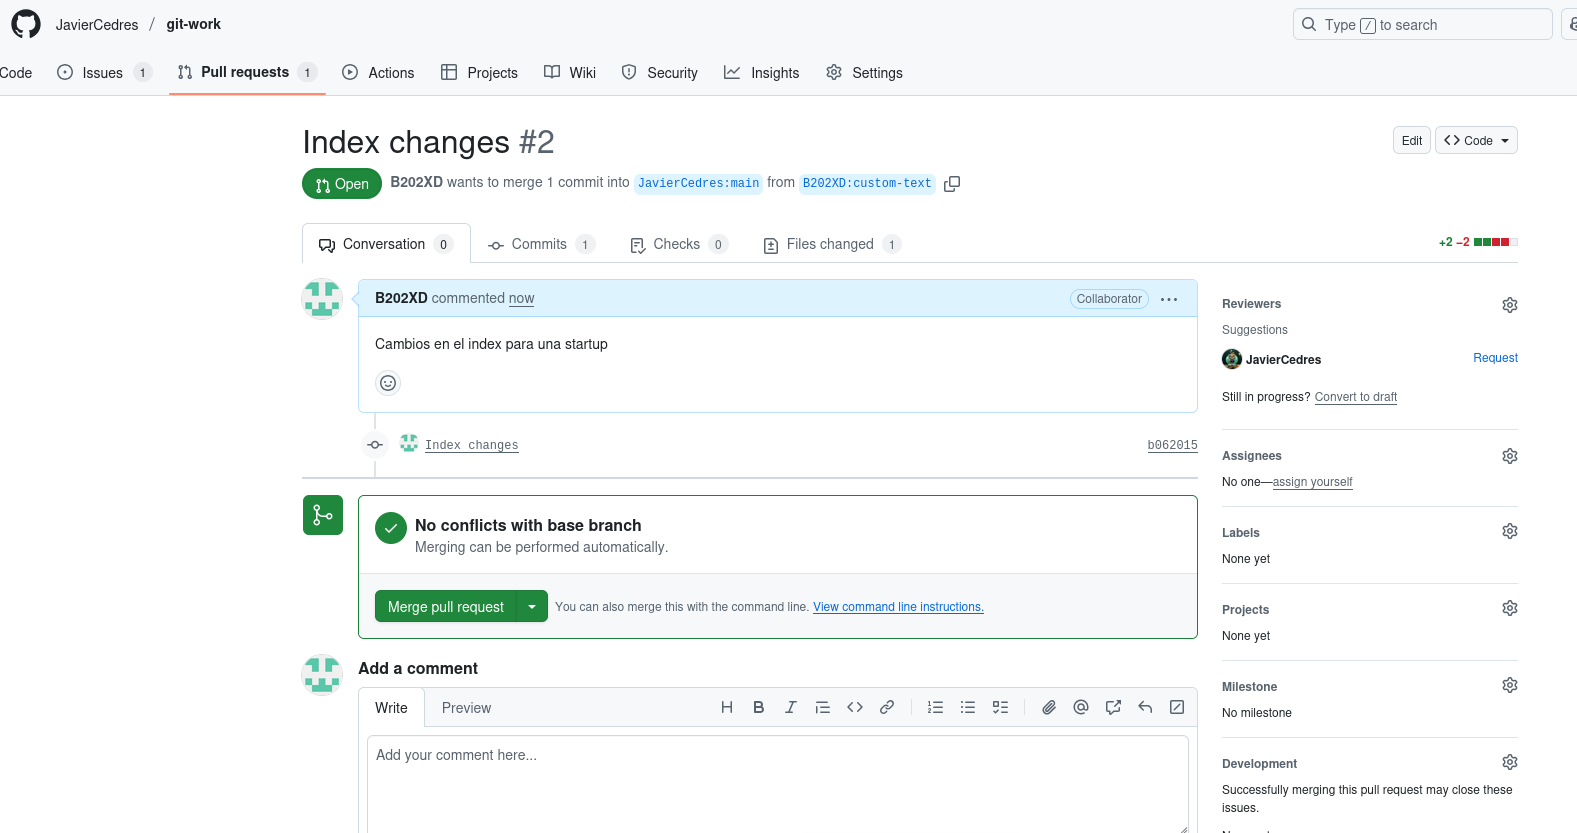 JavierCedres / git-work
Type / to search
Code Issues 1 Pull requests 1 Actions Projects Wiki Security Insights Settings
Index changes #2
Edit Code
Open B202XD wants to merge 1 commit into JavierCedres:main from B202XD:custom-text
Conversation 0 Commits 1 Checks 0 Files changed 1
+2 −2
B202XD commented now
Collaborator
Cambios en el index para una startup
Index changes
b062015
No conflicts with base branch
Merging can be performed automatically.
Merge pull request You can also merge this with the command line. View command line instructions.
Add a comment
Write Preview
Add your comment here...
Reviewers
Suggestions
JavierCedres Request
Still in progress? Convert to draft
Assignees
No one—assign yourself
Labels
None yet
Projects
None yet
Milestone
No milestone
Development
Successfully merging this pull request may close these
issues.